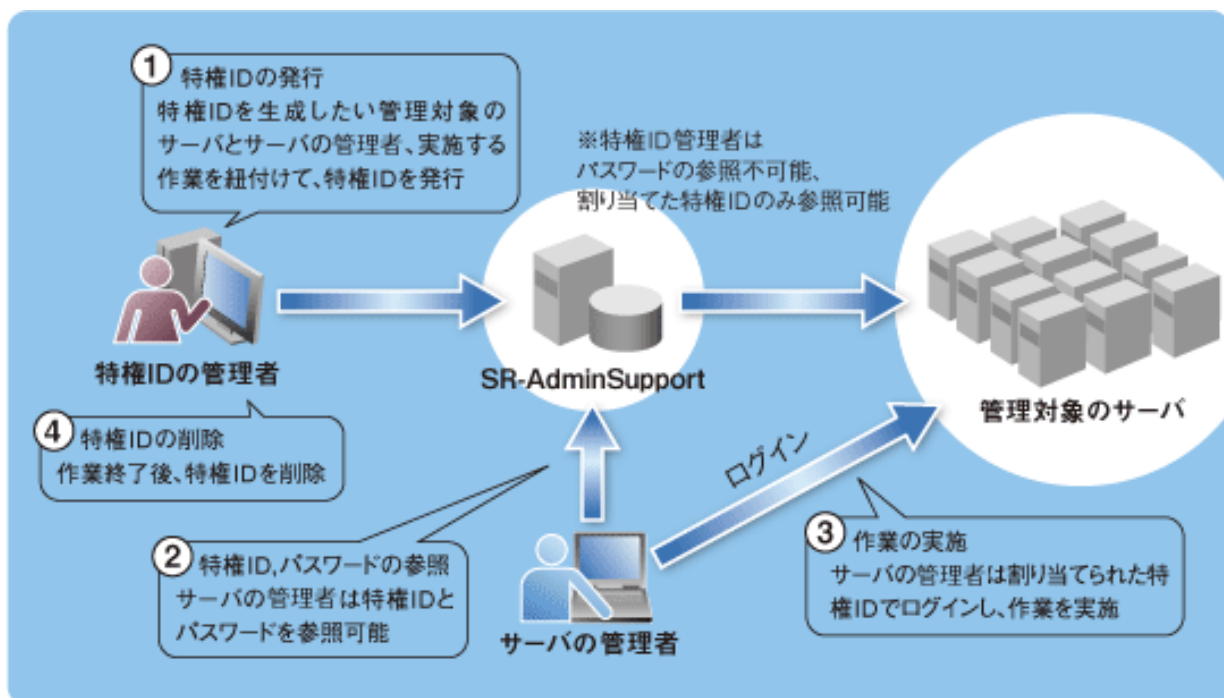 ① 特権IDの発行
特権IDを生成したい管理対象の
サーバとサーバの管理者、実施する
作業を紐付けて、特権IDを発行
※特権ID管理者は
パスワードの参照不可能、
割り当てた特権IDのみ参照可能
特権IDの管理者
SR-AdminSupport
管理対象のサーバ
④ 特権IDの削除
作業終了後、特権IDを削除
ログイン
② 特権ID,パスワードの参照
サーバの管理者は特権IDと
パスワードを参照可能
③ 作業の実施
サーバの管理者は割り当てられた特
権IDでログインし、作業を実施
サーバの管理者